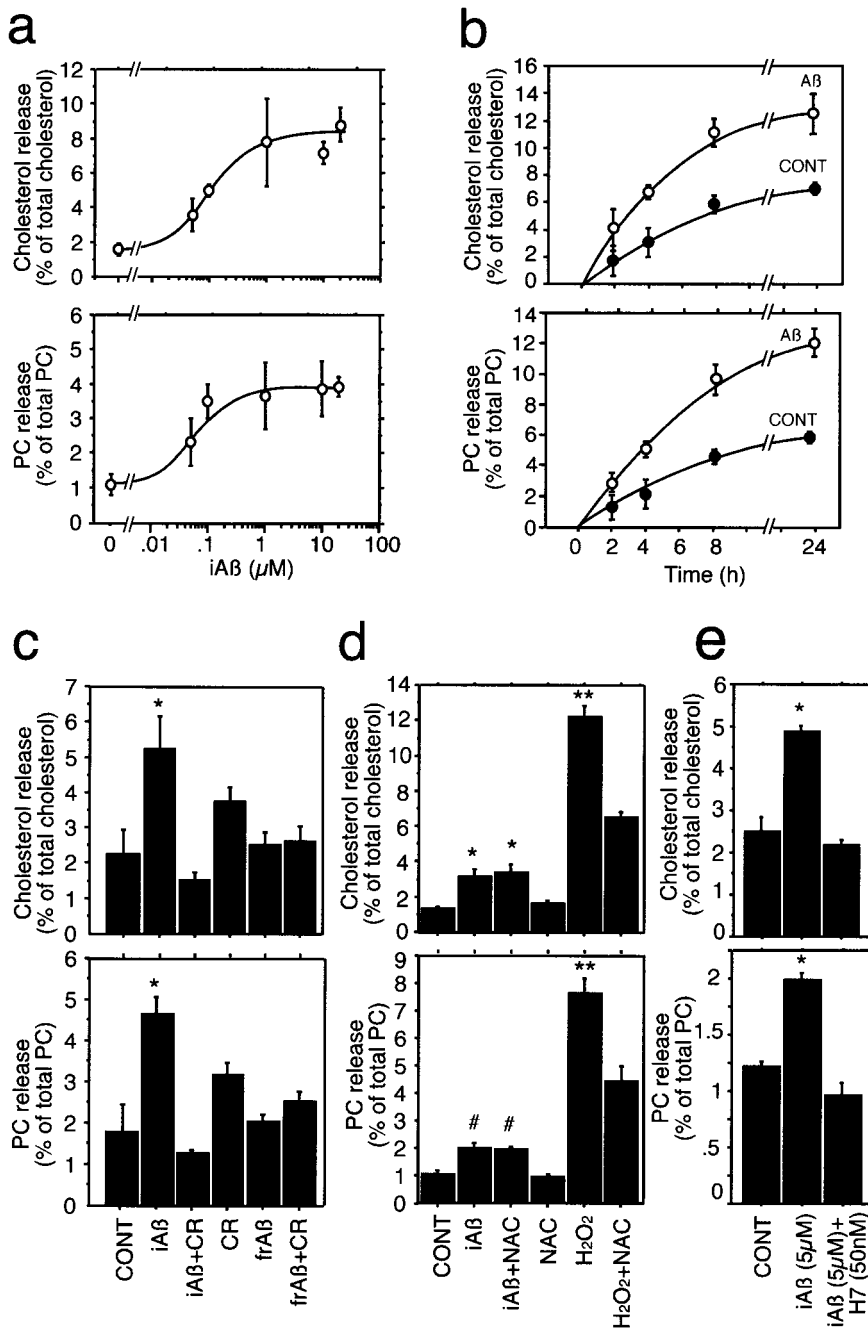 a
Cholesterol release
(% of total cholesterol)
12
10
8
6
4
2
0
PC release
(% of total PC)
6
5
4
3
2
1
0
0 .01 .1 1 10 100
iAß (µM)
b
Cholesterol release
(% of total cholesterol)
16
14
12
10
8
6
4
2
0
Aß
CONT
PC release
(% of total PC)
14
12
10
8
6
4
2
0
Aß
CONT
0 2 4 6 8 24
Time (h)
c
Cholesterol release
(% of total cholesterol)
7
6
5
4
3
2
1
0
*
PC release
(% of total PC)
6
5
4
3
2
1
0
*
CONT
iAß
iAß+CR
CR
frAß
frAß+CR
d
Cholesterol release
(% of total cholesterol)
14
12
10
8
6
4
2
0
* * **
PC release
(% of total PC)
9
8
7
6
5
4
3
2
1
0
# # **
CONT
iAß
iAß+NAC
NAC
H2O2
H2O2+NAC
e
Cholesterol release
(% of total cholesterol)
6
5
4
3
2
1
0
*
PC release
(% of total PC)
2
1.5
1
.5
0
*
CONT
iAß (5µM)
iAß (5µM)+
H7 (50nM)